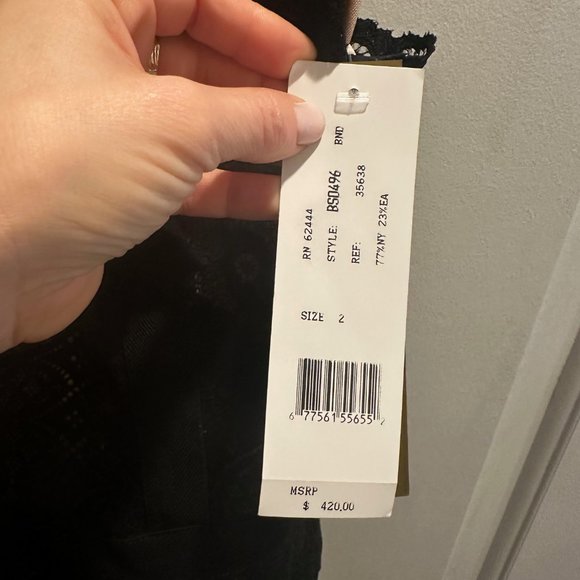 BND
RN 62444
STYLE: BSD496
REF: 35638
77%NY 23%EA
SIZE 2
6 77561 55655 2
MSRP
$ 420.00